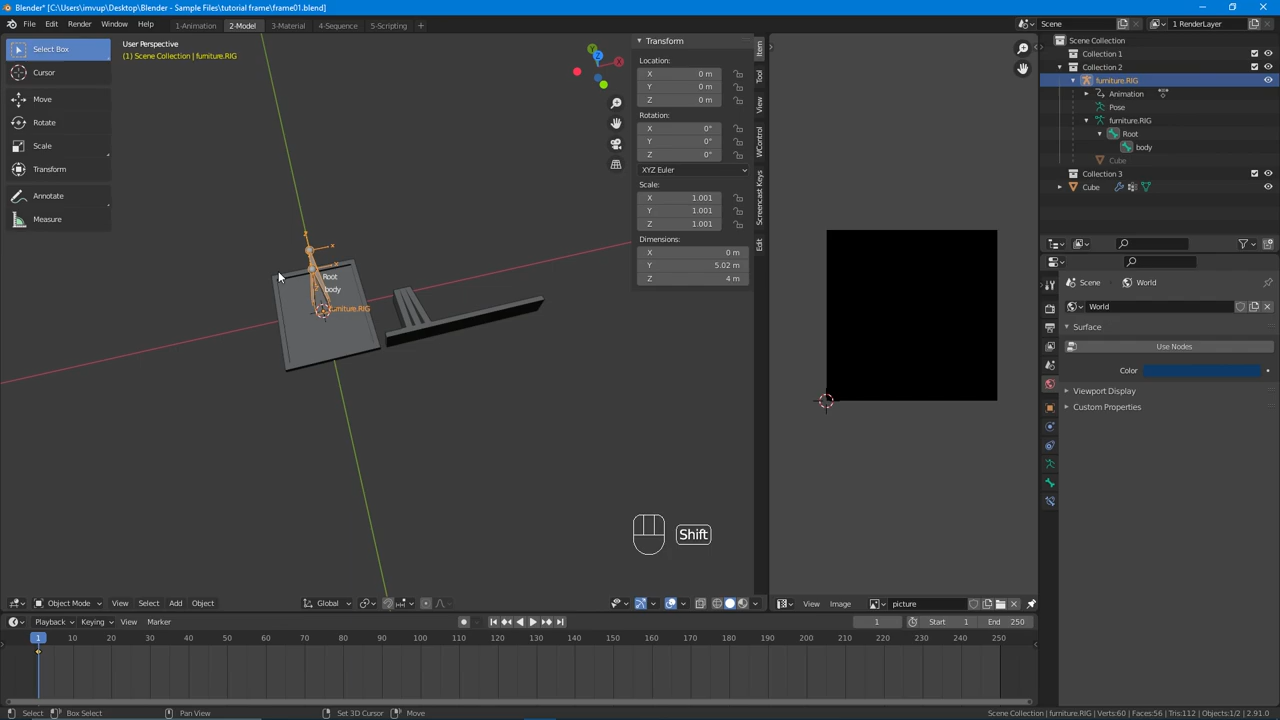 Blender* [C:\Users\imvup\Desktop\Blender - Sample Files\tutorial frame\frame01.blend]
File Edit Render Window Help 1-Animation 2-Model 3-Material 4-Sequence 5-Scripting + Scene 1 RenderLayer
Select Box
Cursor
Move
Rotate
Scale
Transform
Annotate
Measure
User Perspective
(1) Scene Collection | furniture.RIG
Z
X
Y
z
x
Root
body
furniture.RIG
Transform
Location:
X 0 m
Y 0 m
Z 0 m
Rotation:
X 0°
Y 0°
Z 0°
XYZ Euler
Scale:
X 1.001
Y 1.001
Z 1.001
Dimensions:
X 0 m
Y 5.02 m
Z 4 m
Item
Tool
View
WControl
Screencast Keys
Edit
Shift
Scene Collection
Collection 1
Collection 2
furniture.RIG
Animation
Pose
furniture.RIG
Root
body
Cube
Collection 3
Cube
Scene World
World
Surface
Use Nodes
Color
Viewport Display
Custom Properties
Object Mode View Select Add Object Global View Image picture
Playback Keying View Marker 1 Start 1 End 250
1 10 20 30 40 50 60 70 80 90 100 110 120 130 140 150 160 170 180 190 200 210 220 230 240 250
Select Box Select Pan View Set 3D Cursor Move Scene Collection | furniture.RIG | Verts:60 | Faces:56 | Tris:112 | Objects:1/2 | 2.91.0